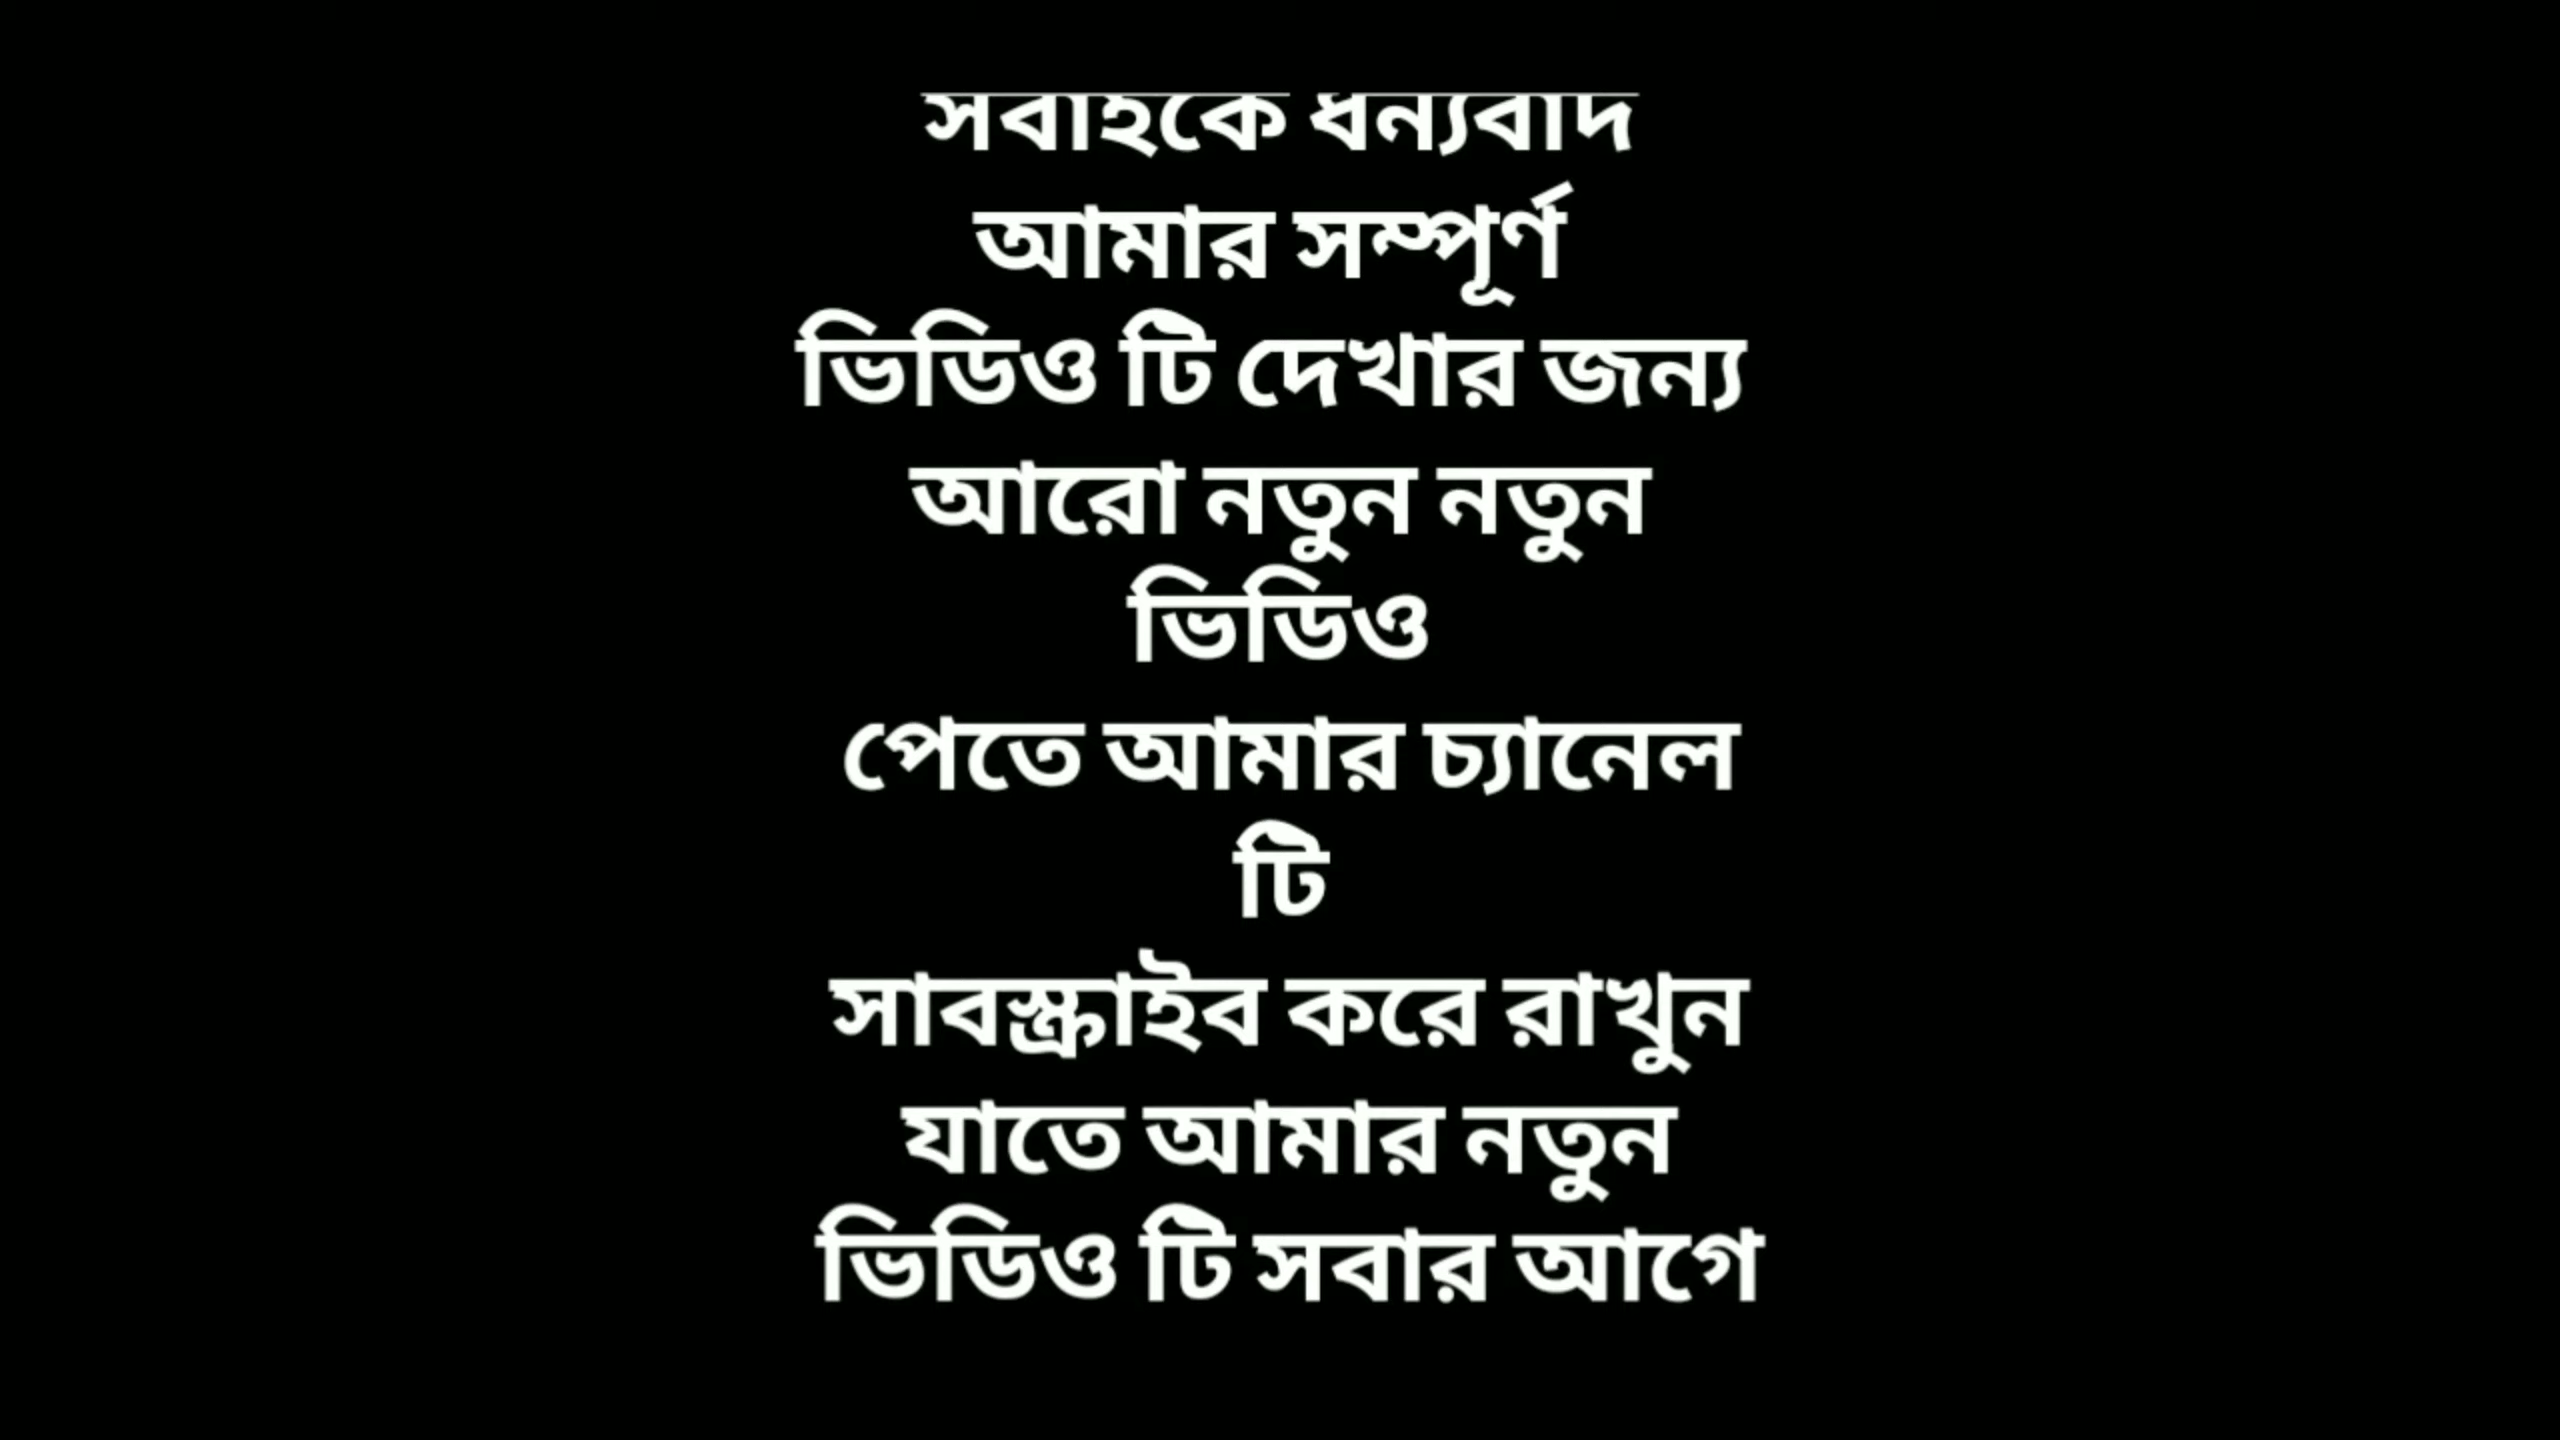 সবাইকে ধন্যবাদ
আমার সম্পূর্ণ
ভিডিও টি দেখার জন্য
আরো নতুন নতুন
ভিডিও
পেতে আমার চ্যানেল
টি
সাবস্ক্রাইব করে রাখুন
যাতে আমার নতুন
ভিডিও টি সবার আগে